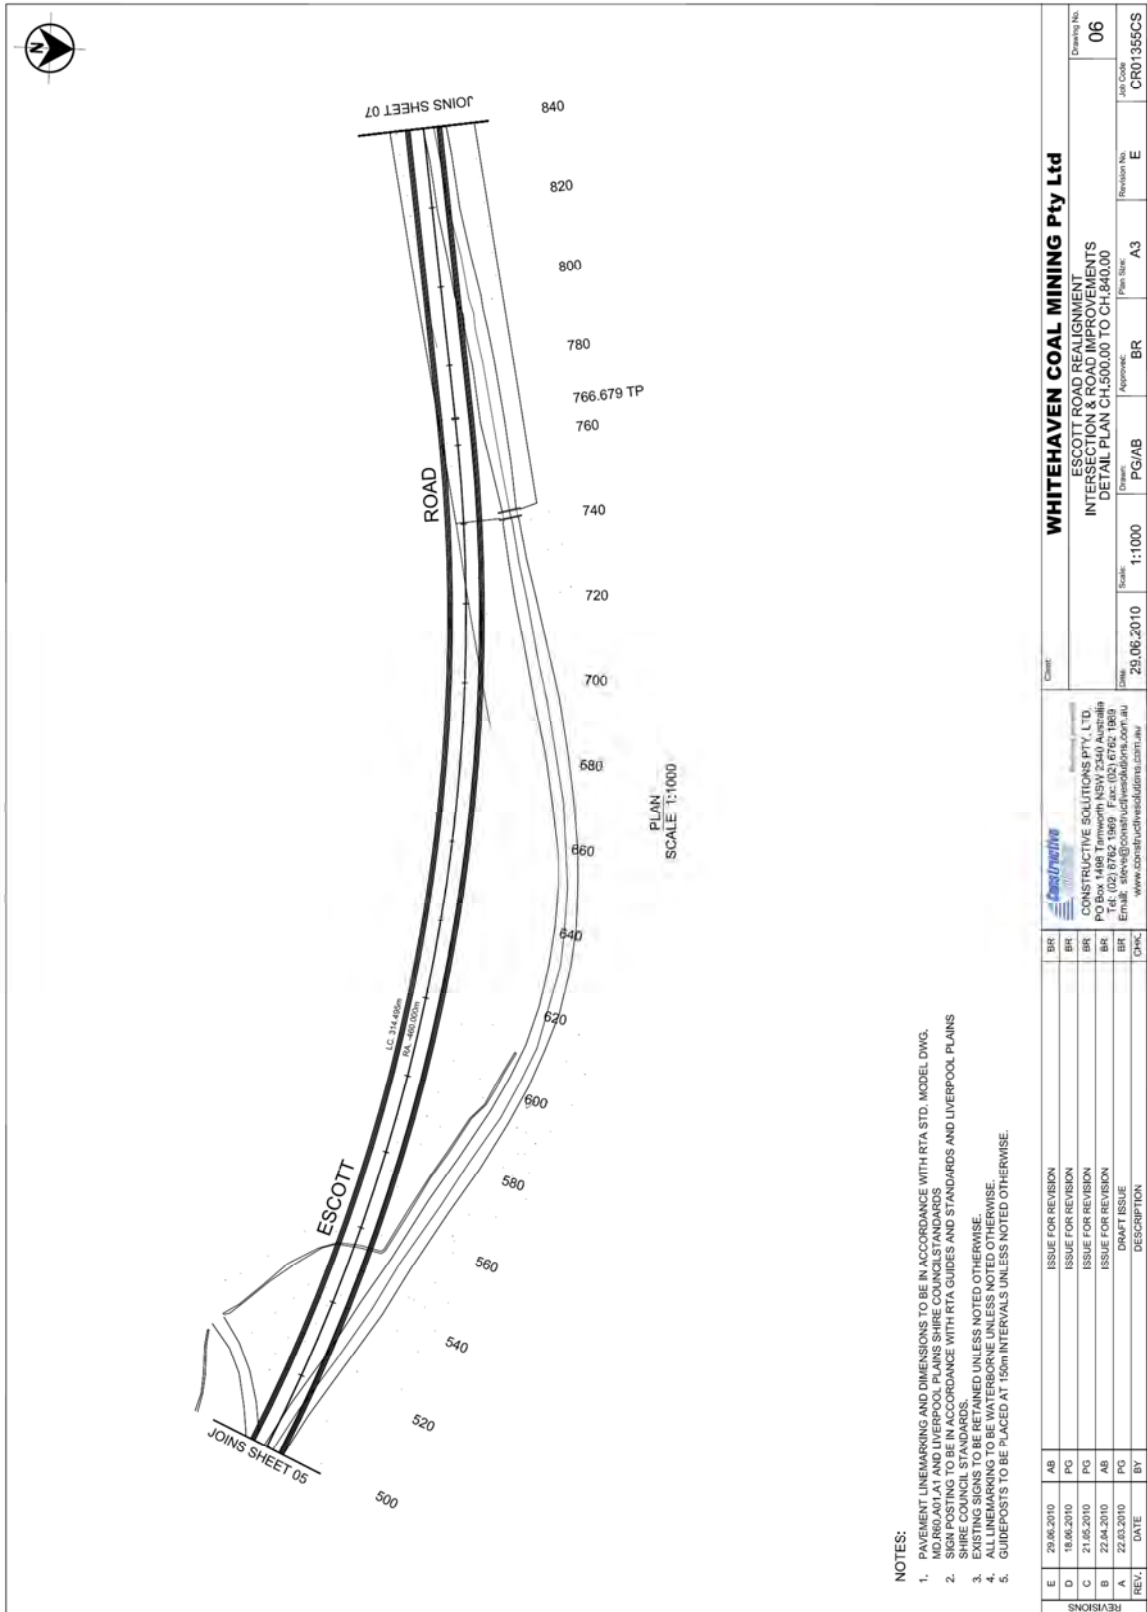 N
JOINS SHEET 07
840
820
800
780
766.679 TP
760
740
720
700
680
660
640
620
600
580
560
540
520
500
ROAD
ESCOTT
LC. 314.495m
RA. -460.000m
JOINS SHEET 05
PLAN
SCALE 1:1000
NOTES:
1. PAVEMENT LINEMARKING AND DIMENSIONS TO BE IN ACCORDANCE WITH RTA STD. MODEL DWG.
MD.R60.A01.A1 AND LIVERPOOL PLAINS SHIRE COUNCILSTANDARDS
2. SIGN POSTING TO BE IN ACCORDANCE WITH RTA GUIDES AND STANDARDS AND LIVERPOOL PLAINS
SHIRE COUNCIL STANDARDS.
3. EXISTING SIGNS TO BE RETAINED UNLESS NOTED OTHERWISE.
4. ALL LINEMARKING TO BE WATERBORNE UNLESS NOTED OTHERWISE.
5. GUIDEPOSTS TO BE PLACED AT 150m INTERVALS UNLESS NOTED OTHERWISE.
REVISIONS
E 29.06.2010 AB ISSUE FOR REVISION BR
D 18.06.2010 PG ISSUE FOR REVISION BR
C 21.05.2010 PG ISSUE FOR REVISION BR
B 22.04.2010 AB ISSUE FOR REVISION BR
A 22.03.2010 PG DRAFT ISSUE BR
REV. DATE BY DESCRIPTION CHK.
Constructive
CONSTRUCTIVE SOLUTIONS PTY. LTD.
PO Box 1498 Tamworth NSW 2340 Australia
Tel: (02) 6762 1969 Fax: (02) 6762 1989
Email: steve@constructivesolutions.com.au
www.constructivesolutions.com.au
Client:
WHITEHAVEN COAL MINING Pty Ltd
ESCOTT ROAD REALIGNMENT
INTERSECTION & ROAD IMPROVEMENTS
DETAIL PLAN CH.500.00 TO CH.840.00
Drawing No.
06
Date: 29.06.2010
Scale: 1:1000
Drawn: PG/AB
Approved: BR
Plan Size: A3
Revision No. E
Job Code CR01355CS